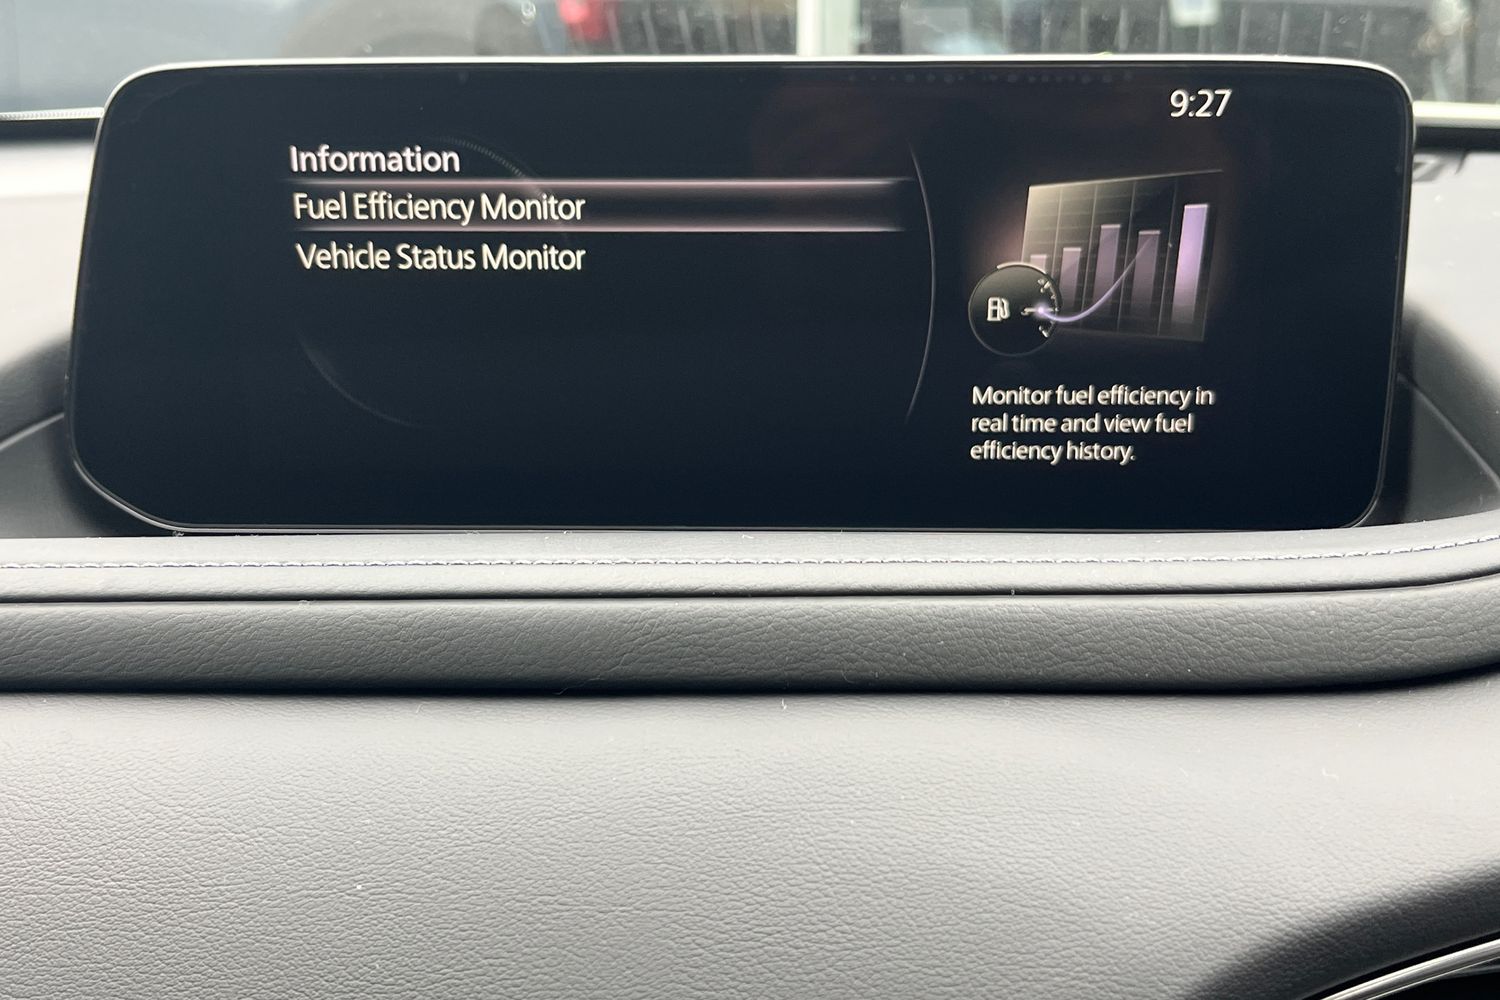 9:27
Information
Fuel Efficiency Monitor
Vehicle Status Monitor
Monitor fuel efficiency in
real time and view fuel
efficiency history.